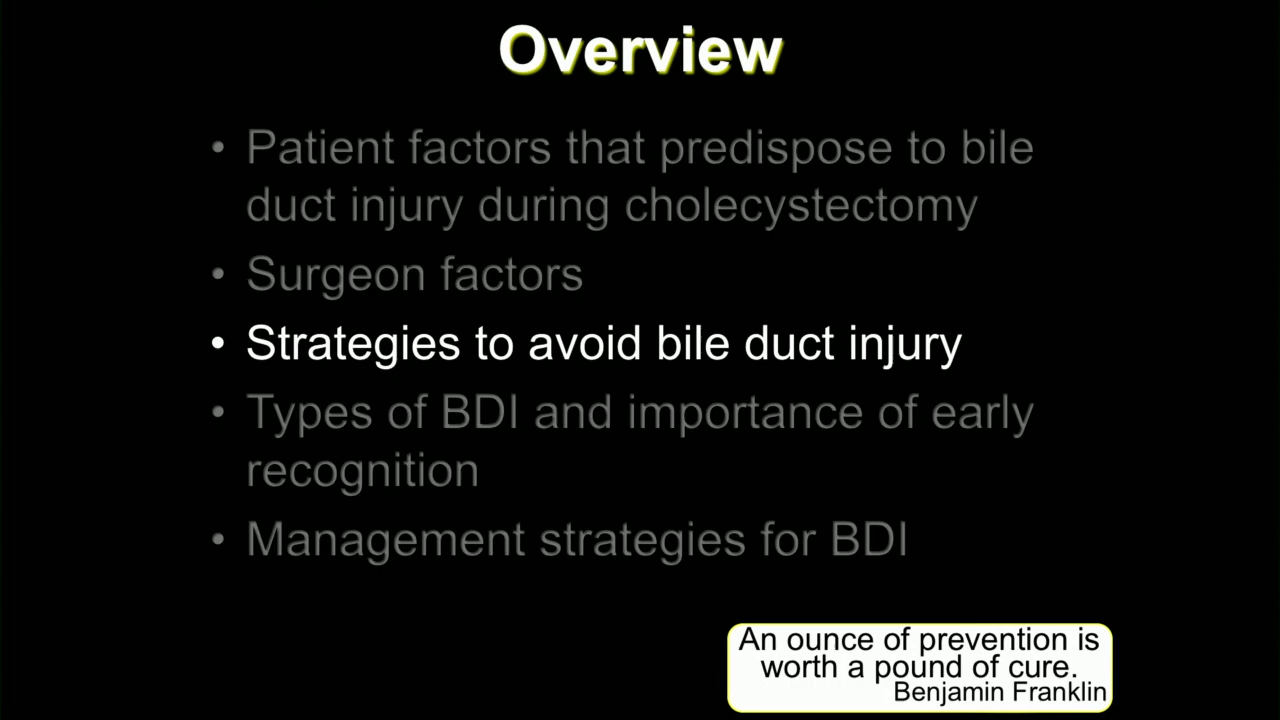 Overview
• Patient factors that predispose to bile
duct injury during cholecystectomy
• Surgeon factors
• Strategies to avoid bile duct injury
• Types of BDI and importance of early
recognition
• Management strategies for BDI
An ounce of prevention is
worth a pound of cure.
Benjamin Franklin